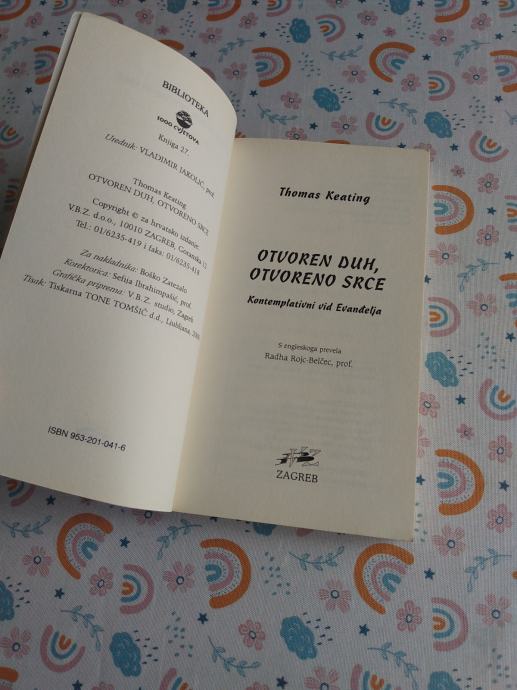 BIBLIOTEKA
1000 CVJETOVA
Knjiga 27.
Urednik: VLADIMIR JAKOLIĆ, prof.
Thomas Keating
OTVOREN DUH, OTVORENO SRCE
Copyright © za hrvatsko izdanje:
V.B.Z. d.o.o., 10010 ZAGREB, Gotalska 12
Tel.: 01/6235-419 i faks: 01/6235-418
Za nakladnika: Boško Zatezalo
Korektorica: Sefija Ibrahimpašić, prof.
Grafička priprema: V.B.Z. studio, Zagreb
Tisak: Tiskarna TONE TOMŠIČ d.d., Ljubljana,
ISBN 953-201-041-6
Thomas Keating
OTVOREN DUH,
OTVORENO SRCE
Kontemplativni vid Evanđelja
S engleskoga prevela
Radha Rojc-Belčec, prof.
ZAGREB